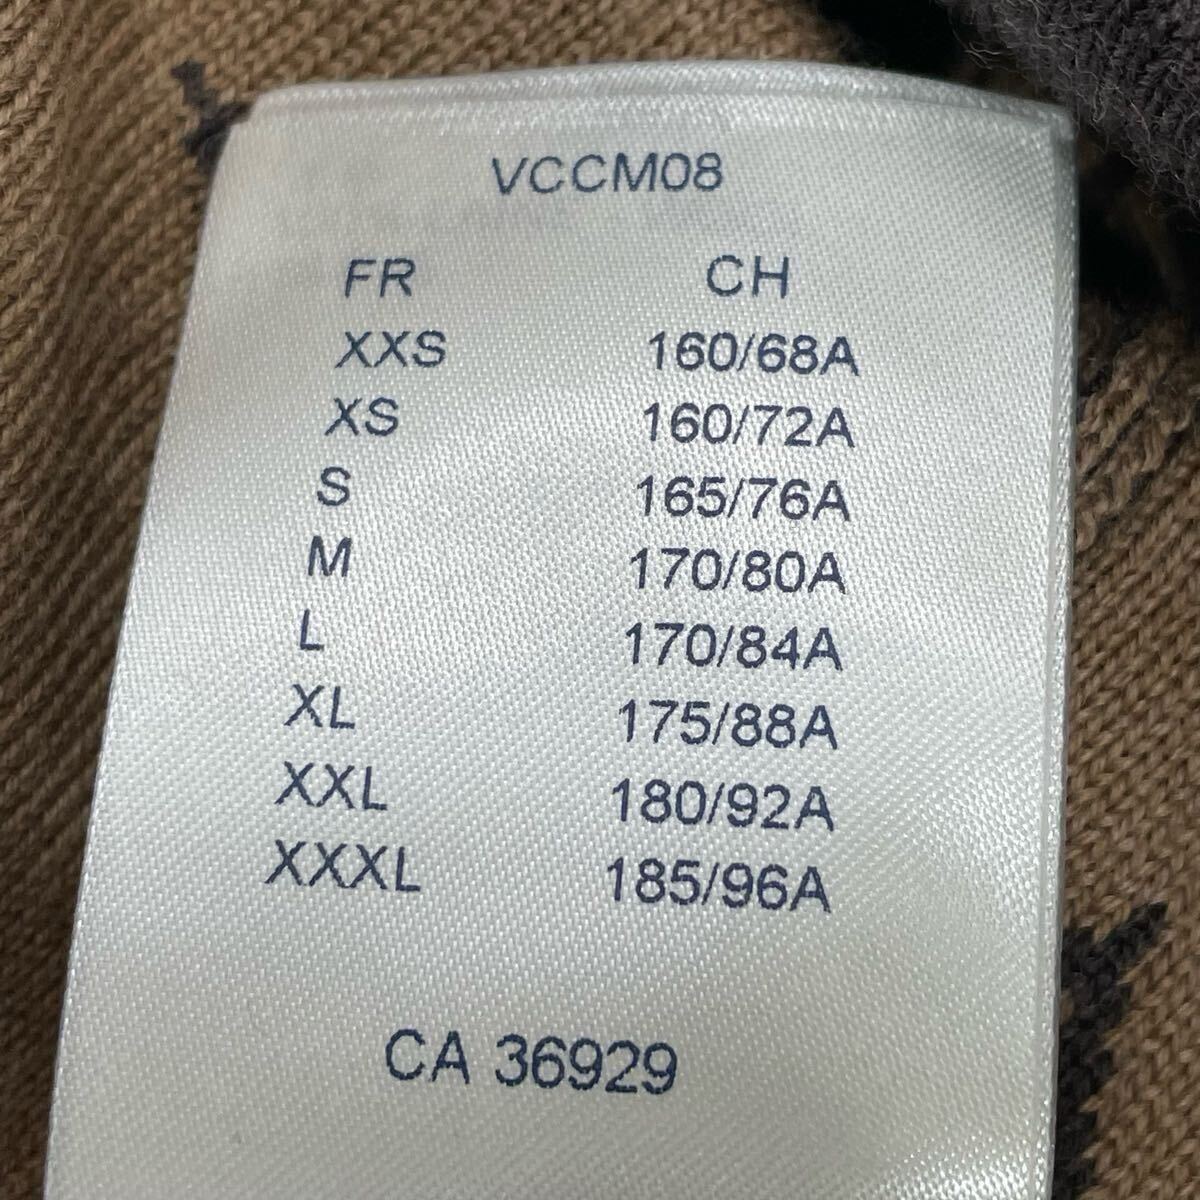 VCCM08
FR CH
XXS 160/68A
XS 160/72A
S 165/76A
M 170/80A
L 170/84A
XL 175/88A
XXL 180/92A
XXXL 185/96A
CA 36929